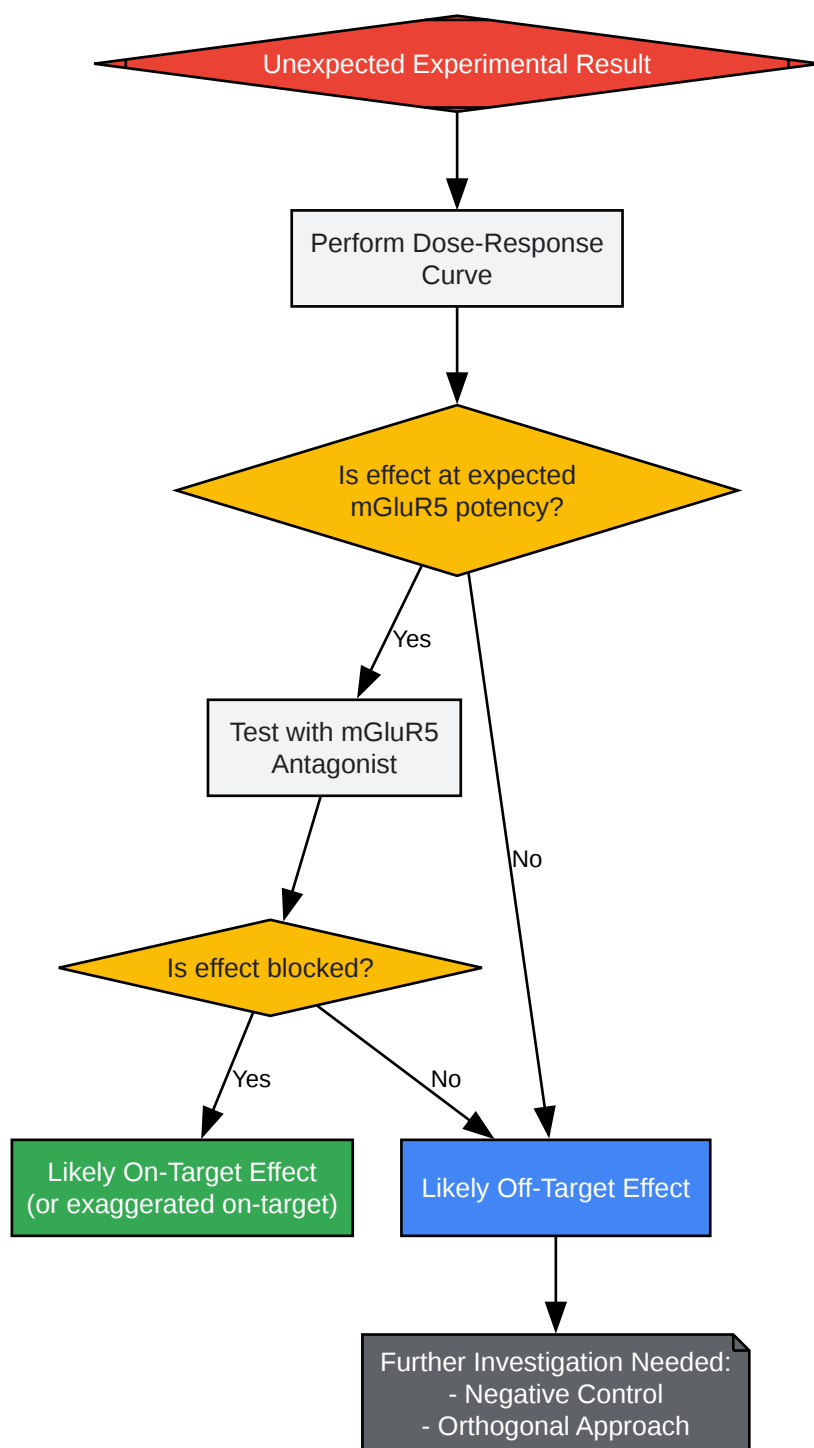 Unexpected Experimental Result
Perform Dose-Response
Curve
Is effect at expected
mGluR5 potency?
Yes
Test with mGluR5
Antagonist
No
Is effect blocked?
Yes
No
Likely On-Target Effect
(or exaggerated on-target)
Likely Off-Target Effect
Further Investigation Needed:
- Negative Control
- Orthogonal Approach